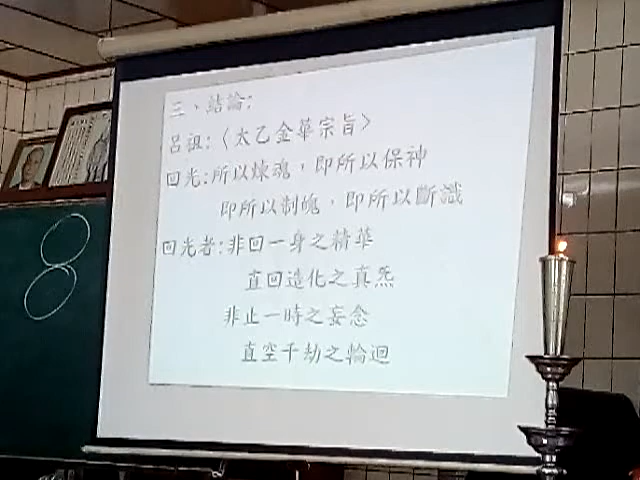 三、結論:
呂祖:〈太乙金華宗旨〉
回光:所以煉魂,即所以保神
即所以制魄,即所以斷識
回光者:非回一身之精華
直回造化之真炁
非止一時之妄念
直空千劫之輪迴